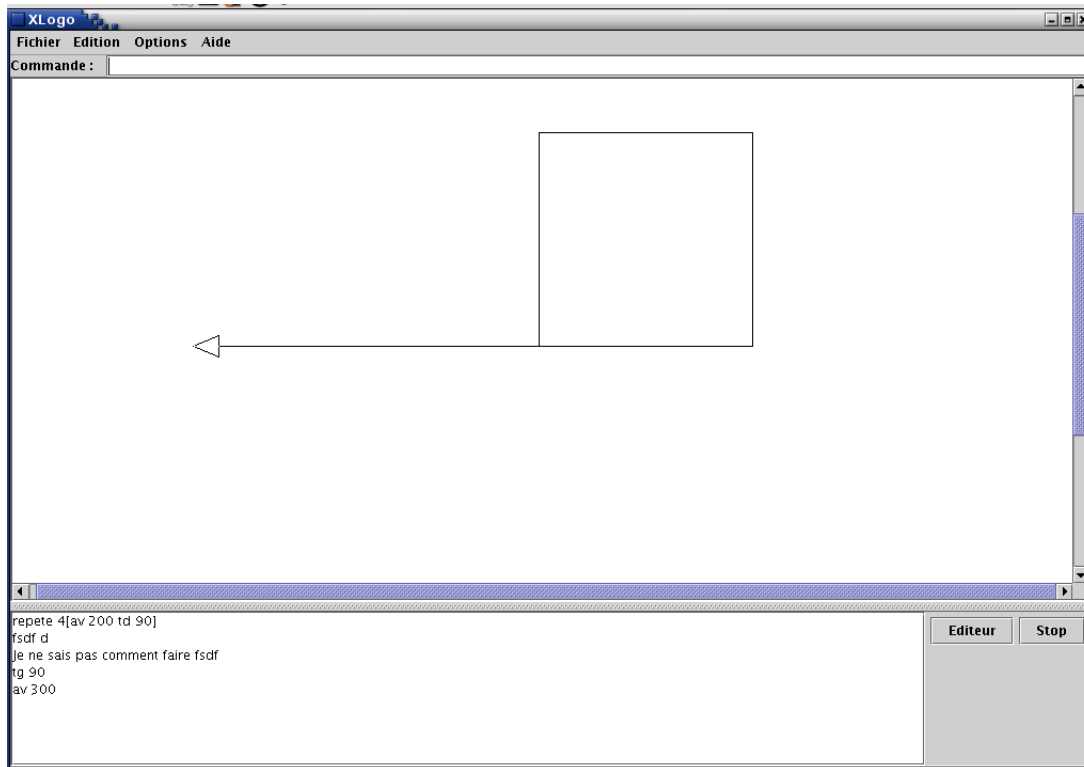 XLogo
Fichier Edition Options Aide
Commande :
repete 4[av 200 td 90]
fsdf d
Je ne sais pas comment faire fsdf
tg 90
av 300
Editeur Stop